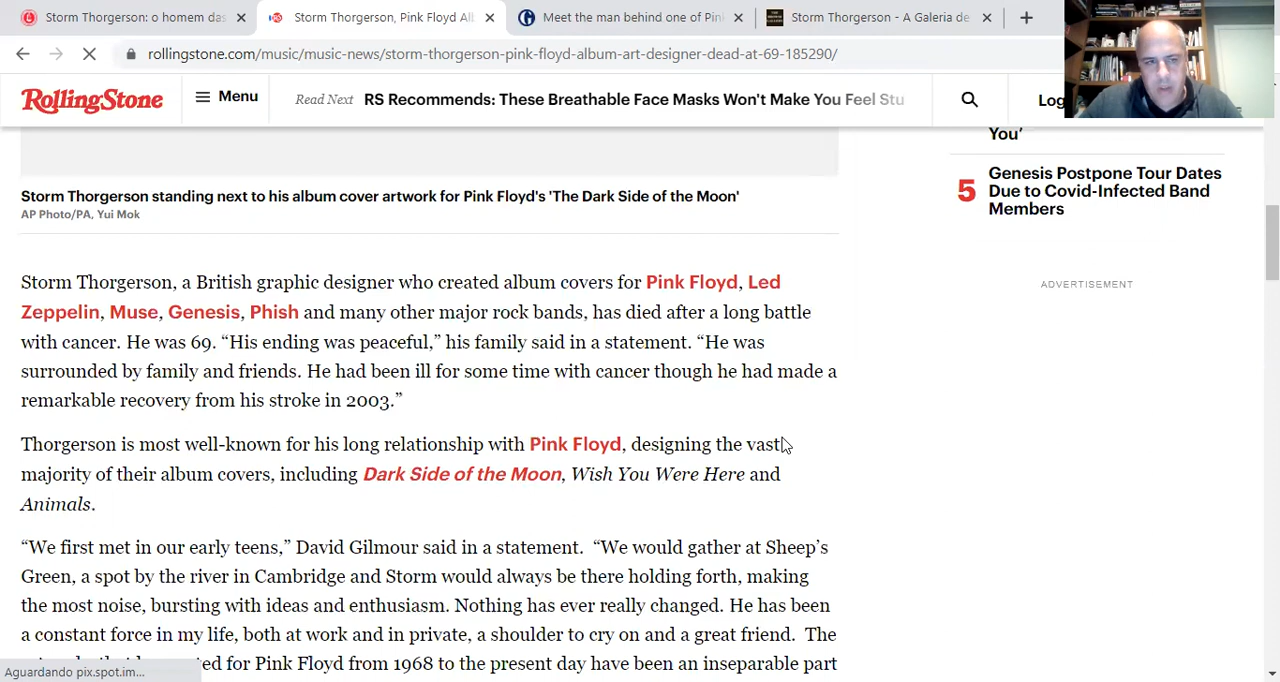 Storm Thorgerson: o homem das
Storm Thorgerson, Pink Floyd Alb
Meet the man behind one of Pink
Storm Thorgerson - A Galeria de
rollingstone.com/music/music-news/storm-thorgerson-pink-floyd-album-art-designer-dead-at-69-185290/
RollingStone
Menu
Read Next RS Recommends: These Breathable Face Masks Won't Make You Feel Stu
Log
You'
5 Genesis Postpone Tour Dates
Due to Covid-Infected Band
Members
ADVERTISEMENT
Storm Thorgerson standing next to his album cover artwork for Pink Floyd's 'The Dark Side of the Moon'
AP Photo/PA, Yui Mok
Storm Thorgerson, a British graphic designer who created album covers for Pink Floyd, Led
Zeppelin, Muse, Genesis, Phish and many other major rock bands, has died after a long battle
with cancer. He was 69. “His ending was peaceful,” his family said in a statement. “He was
surrounded by family and friends. He had been ill for some time with cancer though he had made a
remarkable recovery from his stroke in 2003.”
Thorgerson is most well-known for his long relationship with Pink Floyd, designing the vast
majority of their album covers, including Dark Side of the Moon, Wish You Were Here and
Animals.
“We first met in our early teens,” David Gilmour said in a statement. “We would gather at Sheep’s
Green, a spot by the river in Cambridge and Storm would always be there holding forth, making
the most noise, bursting with ideas and enthusiasm. Nothing has ever really changed. He has been
a constant force in my life, both at work and in private, a shoulder to cry on and a great friend. The
for Pink Floyd from 1968 to the present day have been an inseparable part
Aguardando pix.spot.im...